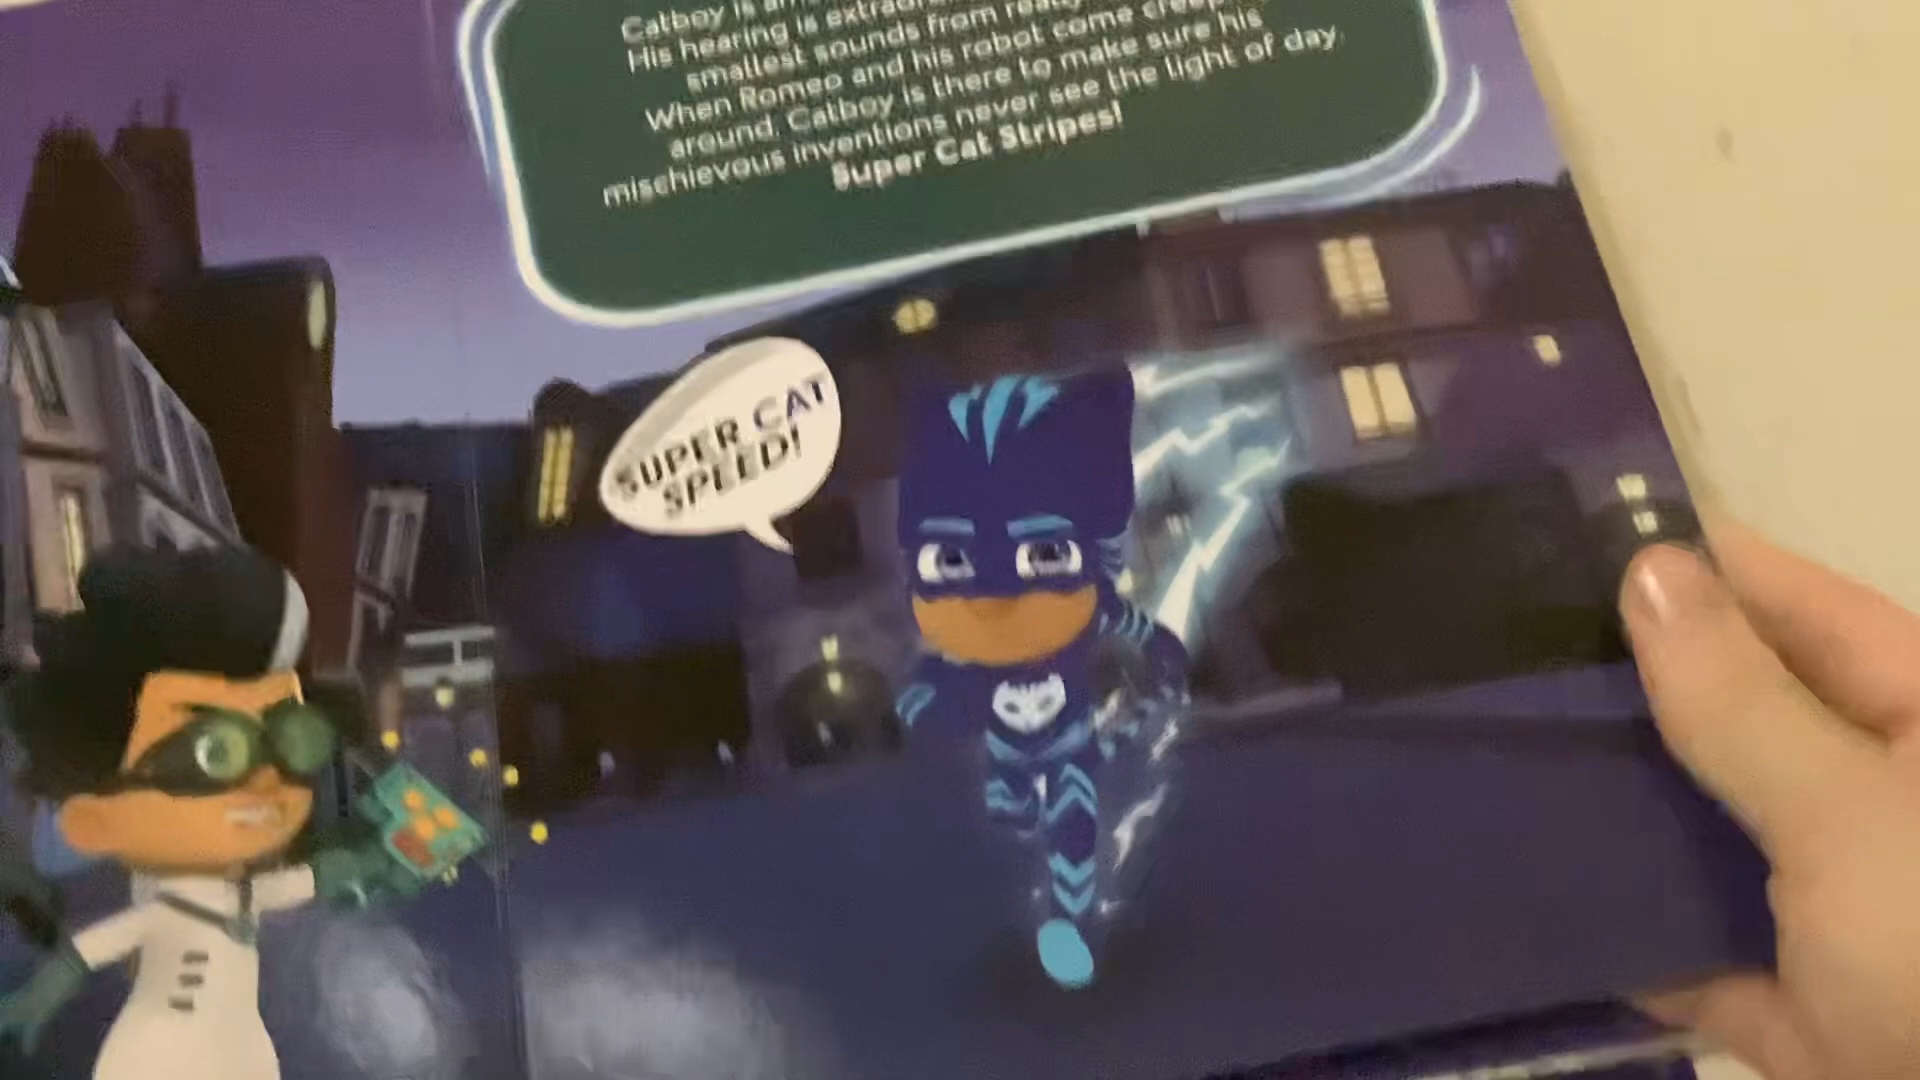 Catboy is
His hearing is
smallest sounds from
When Romeo and his robot come
around, Catboy is there to make sure his
mischievous inventions never see the light of day.
Super Cat Stripes!
SUPER CAT
SPEED!